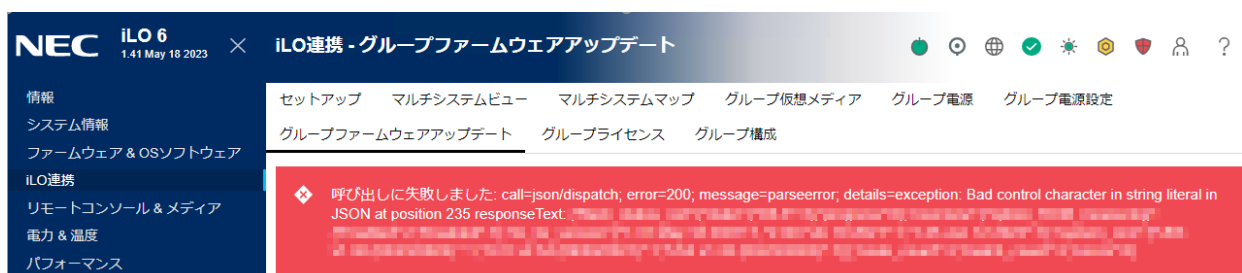 NEC iLO 6
1.41 May 18 2023
iLO連携 - グループファームウェアアップデート
?
情報
システム情報
ファームウェア & OSソフトウェア
iLO連携
リモートコンソール & メディア
電力 & 温度
パフォーマンス
セットアップ マルチシステムビュー マルチシステムマップ グループ仮想メディア グループ電源 グループ電源設定
グループファームウェアアップデート グループライセンス グループ構成
呼び出しに失敗しました: call=json/dispatch; error=200; message=parseerror; details=exception: Bad control character in string literal in
JSON at position 235 responseText: